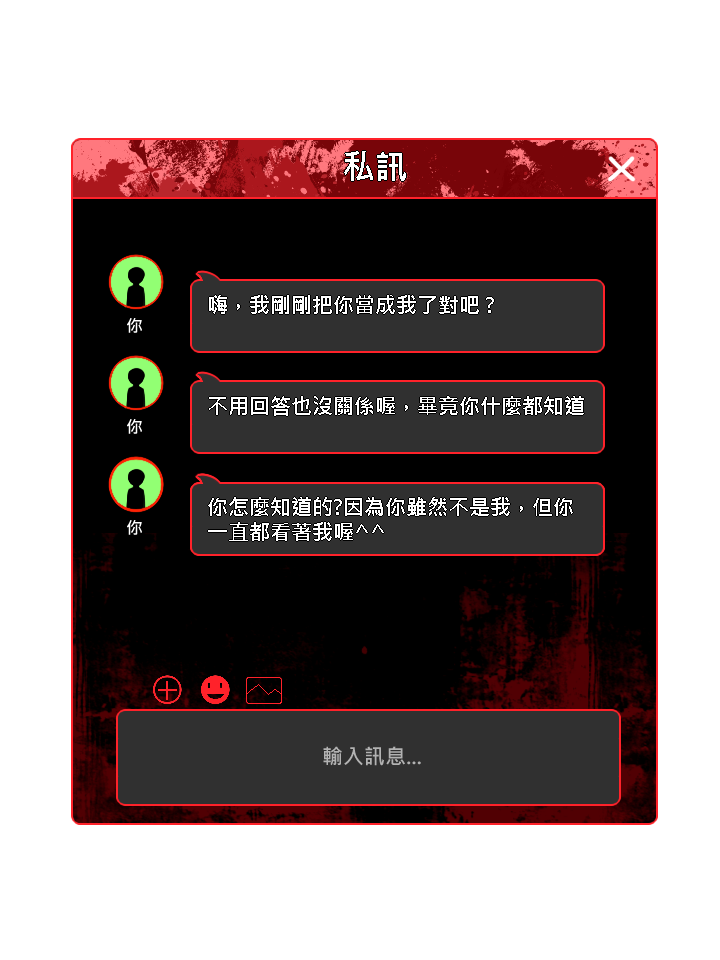 私訊
嗨，我剛剛把你當成我了對吧？
你
不用回答也沒關係喔，畢竟你什麼都知道
你
你怎麼知道的?因為你雖然不是我，但你
一直都看著我喔^^
你
輸入訊息...